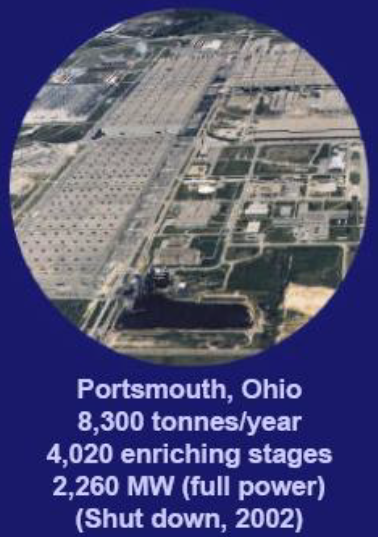 Portsmouth, Ohio
8,300 tonnes/year
4,020 enriching stages
2,260 MW (full power)
(Shut down, 2002)